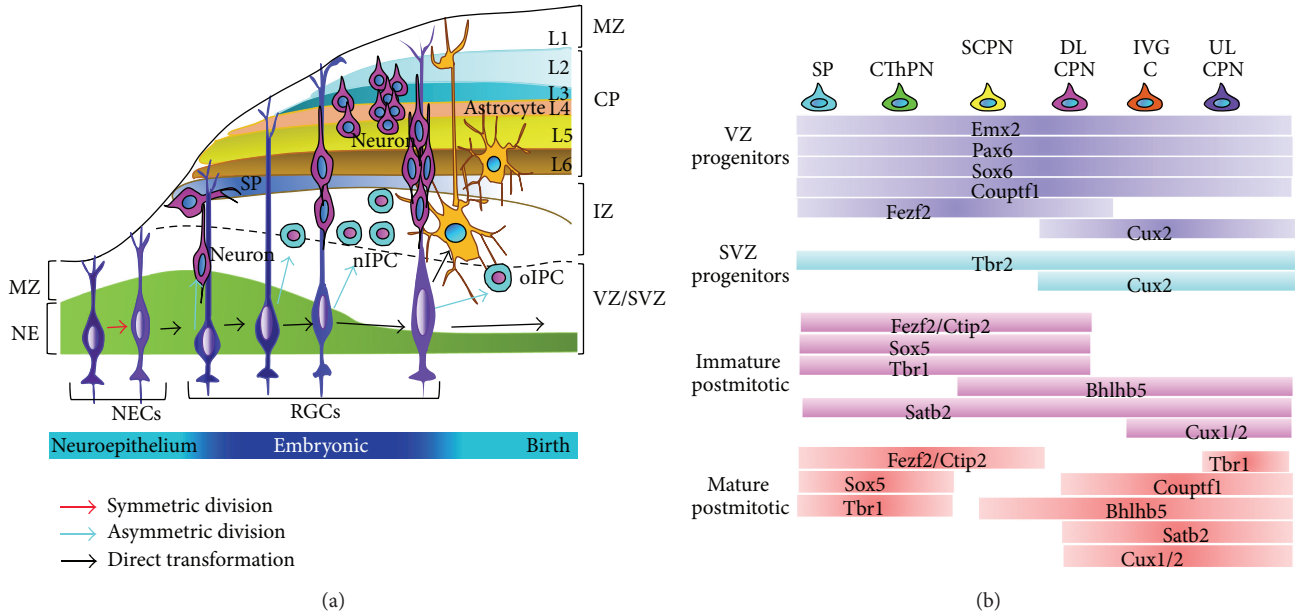 MZ
L1
L2
L3
CP
Astrocyte L4
Neuron
L5
L6
SP
IZ
Neuron
nIPC
oIPC
MZ
VZ/SVZ
NE
NECs
RGCs
Neuroepithelium
Embryonic
Birth
Symmetric division
Asymmetric division
Direct transformation
(a)
SP
CThPN
SCPN
DL
CPN
IVG
C
UL
CPN
VZ
progenitors
Emx2
Pax6
Sox6
Couptf1
Fezf2
Cux2
SVZ
progenitors
Tbr2
Cux2
Immature
postmitotic
Fezf2/Ctip2
Sox5
Tbr1
Bhlhb5
Satb2
Cux1/2
Mature
postmitotic
Fezf2/Ctip2
Tbr1
Sox5
Couptf1
Tbr1
Bhlhb5
Satb2
Cux1/2
(b)